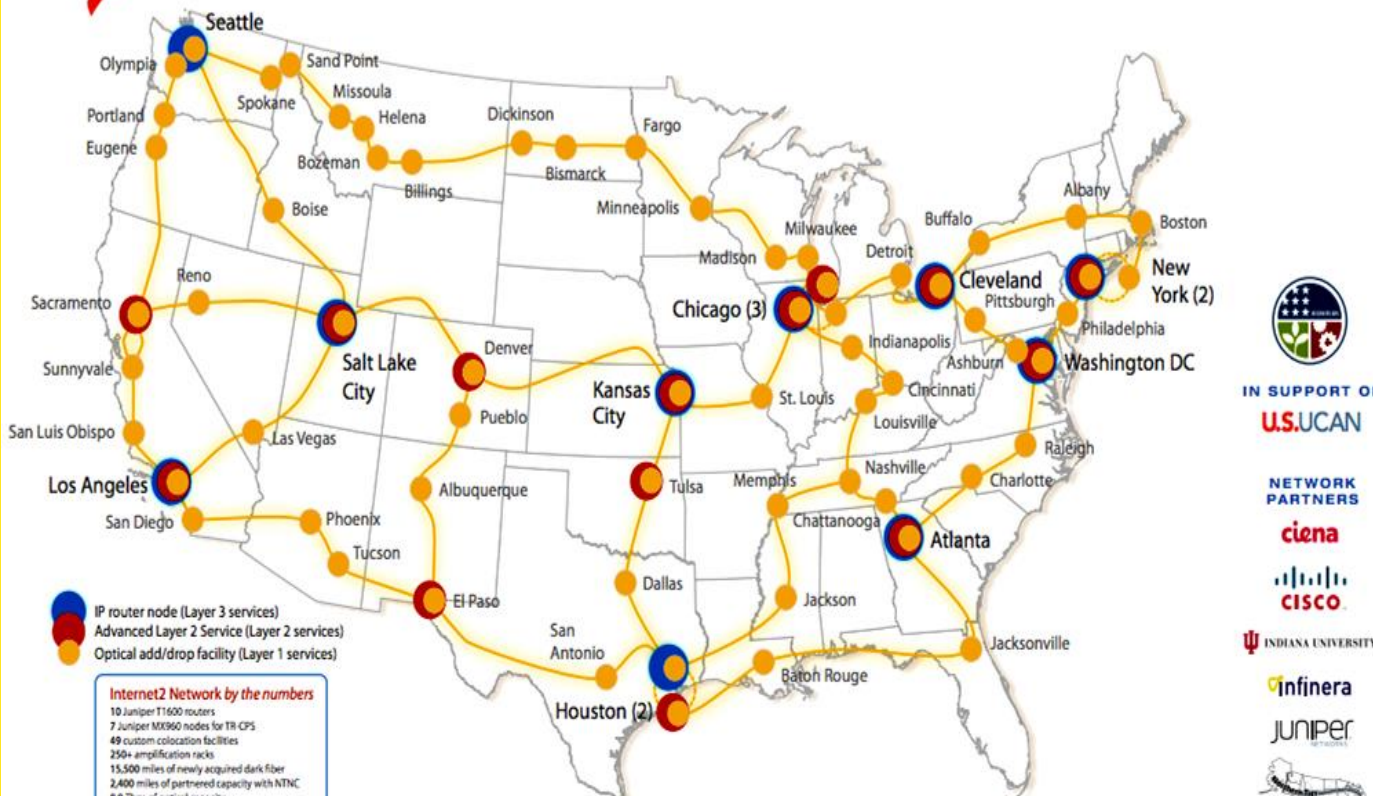 Seattle
Olympia
Sand Point
Spokane
Missoula
Portland
Helena
Eugene
Bozeman
Billings
Dickinson
Bismarck
Fargo
Boise
Minneapolis
Milwaukee
Madison
Detroit
Buffalo
Albany
Boston
Reno
Sacramento
Chicago (3)
Cleveland
Pittsburgh
New
York (2)
Philadelphia
Sunnyvale
Salt Lake
City
Denver
Indianapolis
Ashburn
Washington DC
Kansas
City
St. Louis
Cincinnati
Pueblo
Louisville
San Luis Obispo
Las Vegas
Raleigh
Los Angeles
Albuquerque
Tulsa
Memphis
Nashville
Charlotte
San Diego
Phoenix
Chattanooga
Atlanta
Tucson
Dallas
El Paso
Jackson
San
Antonio
Jacksonville
Baton Rouge
Houston (2)
IP router node (Layer 3 services)
Advanced Layer 2 Service (Layer 2 services)
Optical add/drop facility (Layer 1 services)
Internet2 Network by the numbers
10 Juniper T1600 routers
7 Juniper MX960 nodes for TR-CPS
49 custom colocation facilities
250+ amplification racks
15,500 miles of newly acquired dark fiber
2,400 miles of partnered capacity with NTNC
IN SUPPORT OF
U.S.UCAN
NETWORK
PARTNERS
ciena
CISCO
INDIANA UNIVERSITY
infinera
JUNIPER
NETWORKS